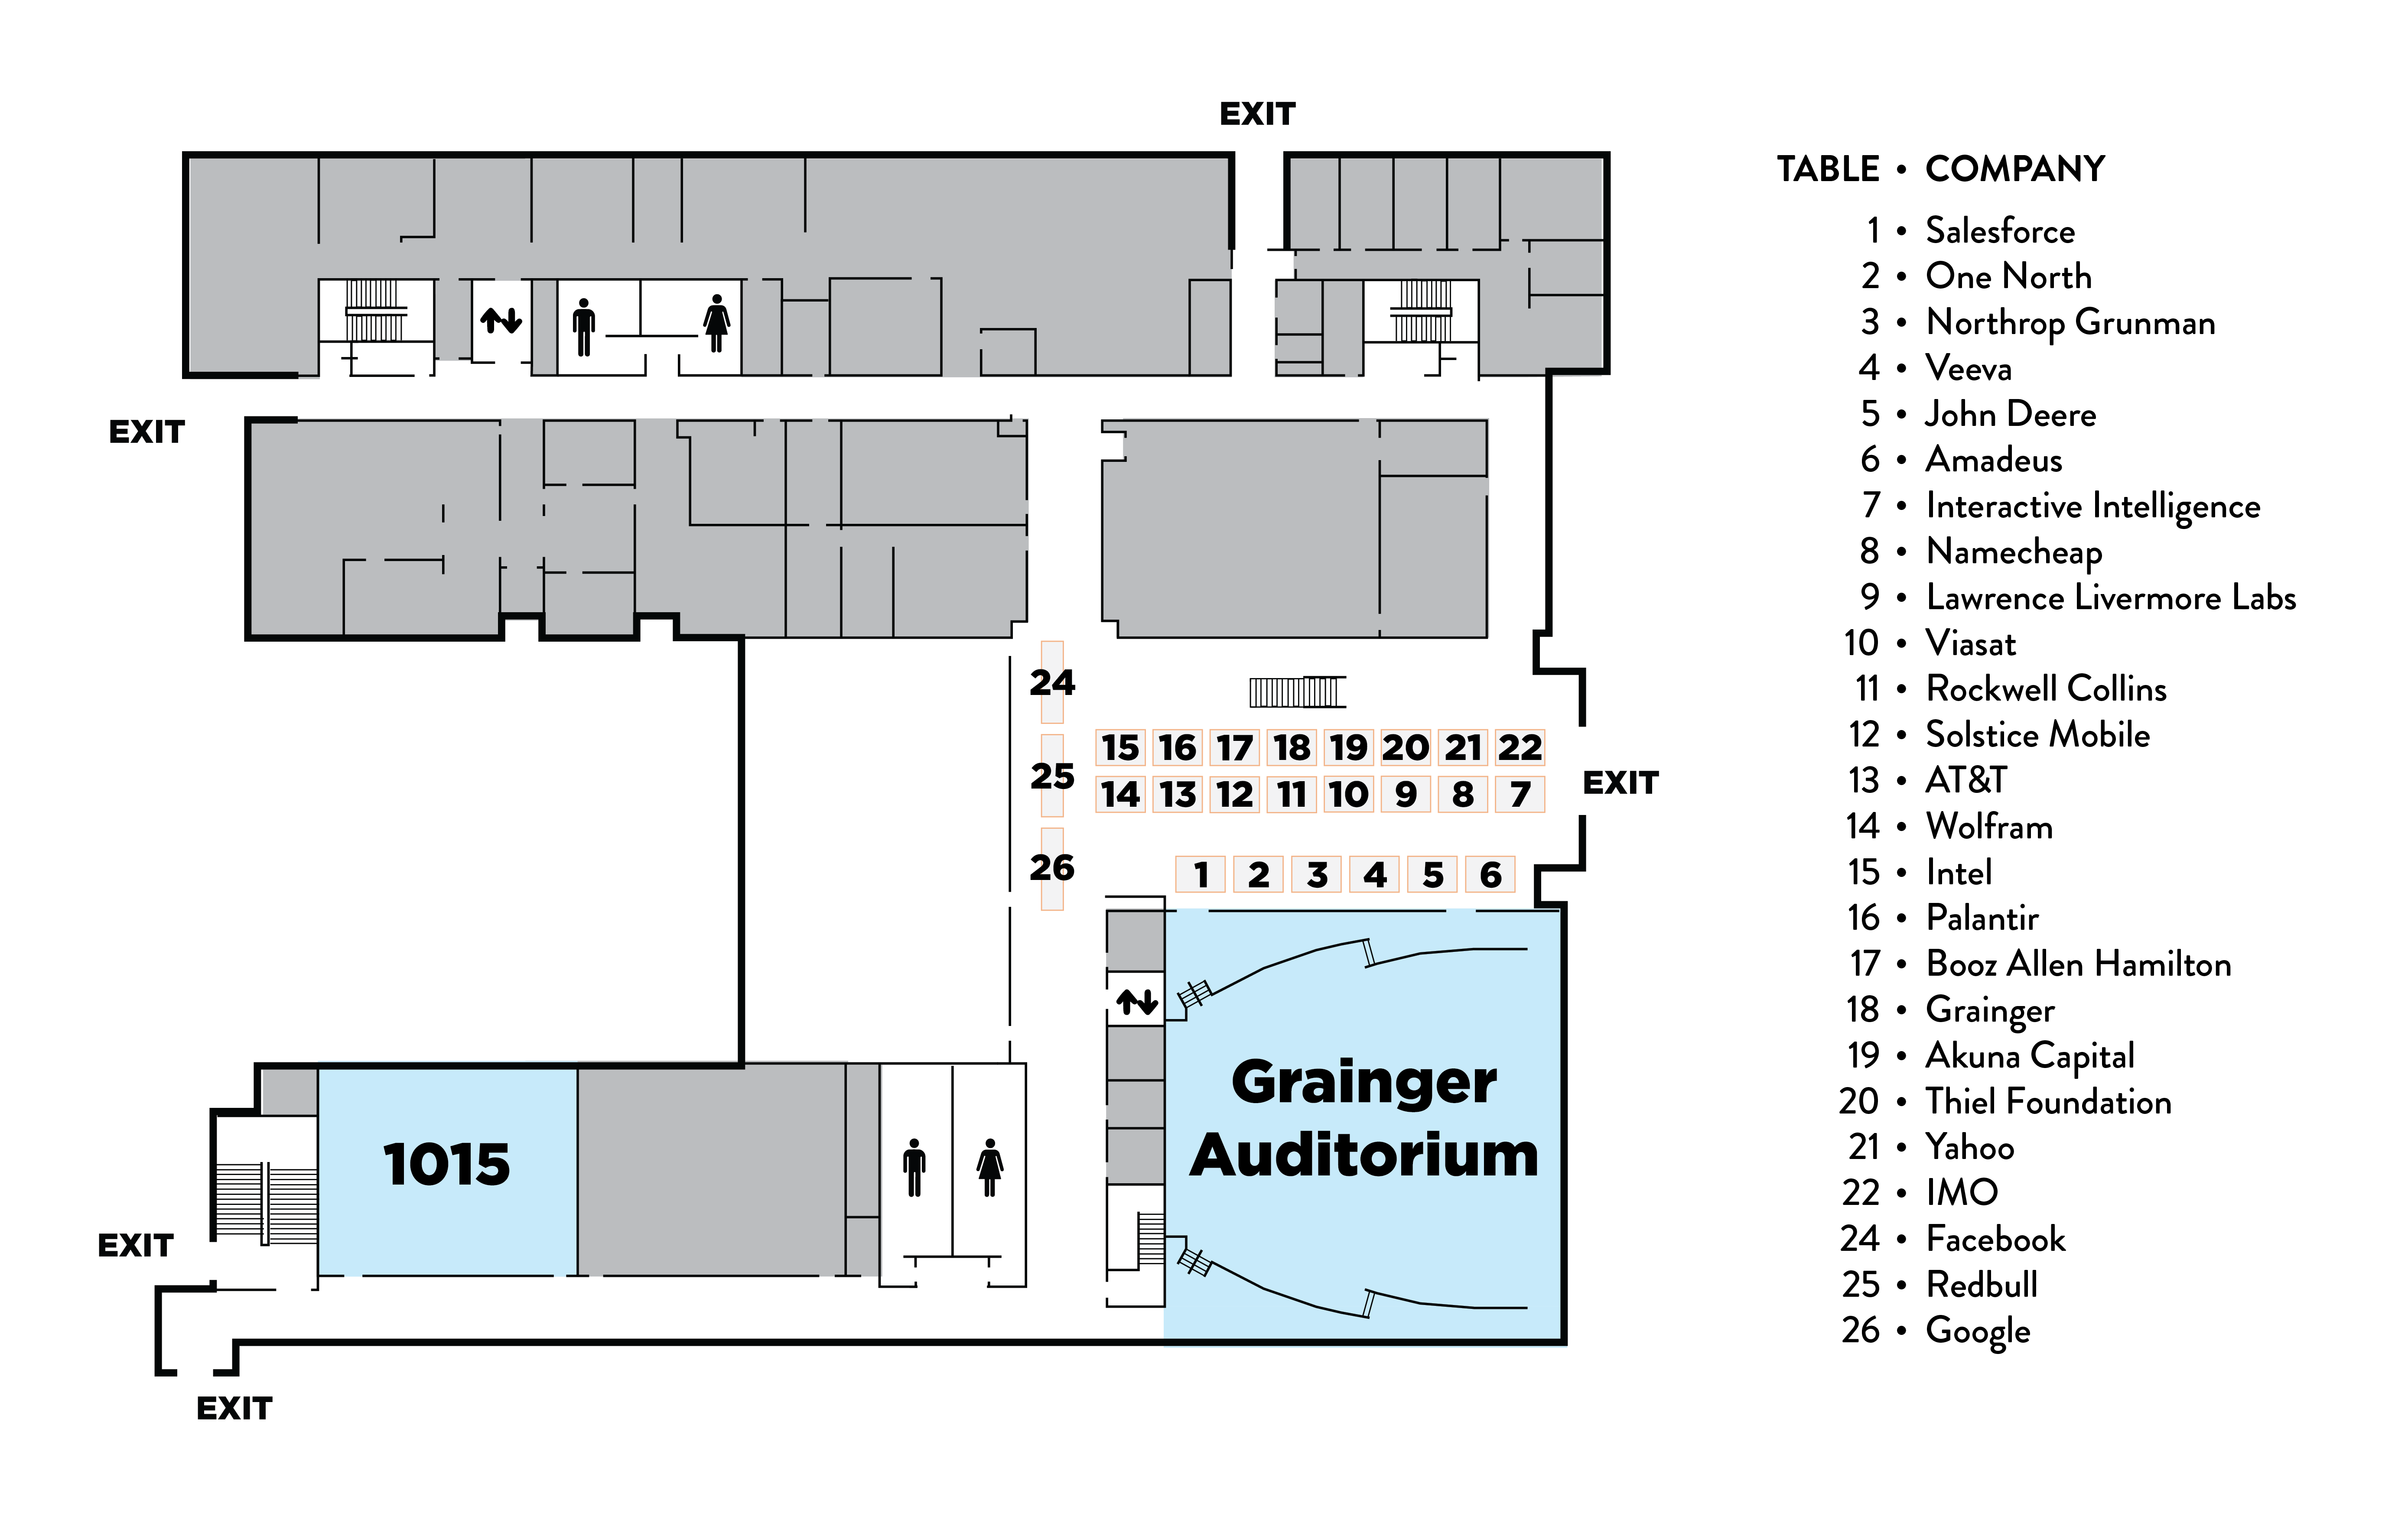 EXIT
EXIT
24
25
26
15 16 17 18 19 20 21 22
14 13 12 11 10 9 8 7
EXIT
1 2 3 4 5 6
Grainger
Auditorium
1015
EXIT
EXIT
TABLE • COMPANY
1 • Salesforce
2 • One North
3 • Northrop Grunman
4 • Veeva
5 • John Deere
6 • Amadeus
7 • Interactive Intelligence
8 • Namecheap
9 • Lawrence Livermore Labs
10 • Viasat
11 • Rockwell Collins
12 • Solstice Mobile
13 • AT&T
14 • Wolfram
15 • Intel
16 • Palantir
17 • Booz Allen Hamilton
18 • Grainger
19 • Akuna Capital
20 • Thiel Foundation
21 • Yahoo
22 • IMO
24 • Facebook
25 • Redbull
26 • Google